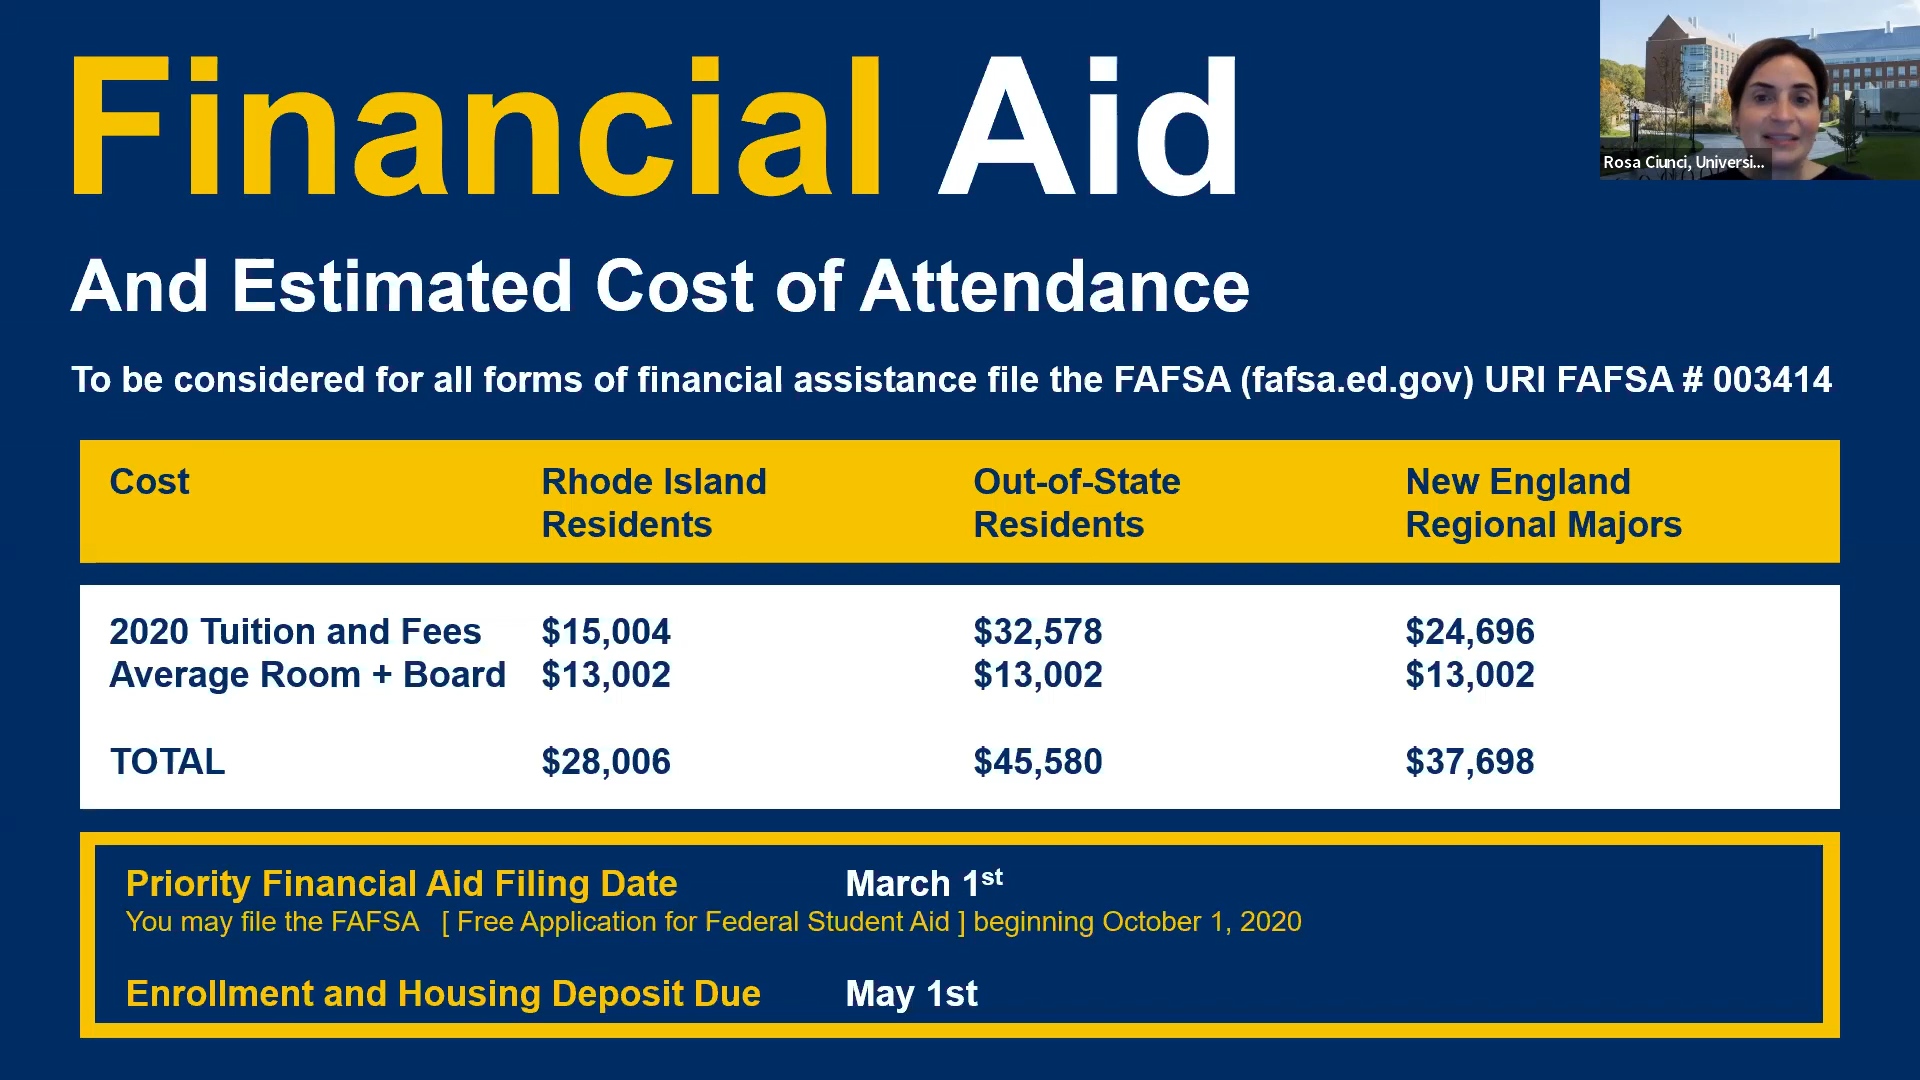 Financial Aid
Rosa Ciunci, Universi...
And Estimated Cost of Attendance
To be considered for all forms of financial assistance file the FAFSA (fafsa.ed.gov) URI FAFSA # 003414
Cost Rhode Island Residents Out-of-State Residents New England Regional Majors
2020 Tuition and Fees $15,004 $32,578 $24,696
Average Room + Board $13,002 $13,002 $13,002
TOTAL $28,006 $45,580 $37,698
Priority Financial Aid Filing Date March 1st
You may file the FAFSA [ Free Application for Federal Student Aid ] beginning October 1, 2020
Enrollment and Housing Deposit Due May 1st